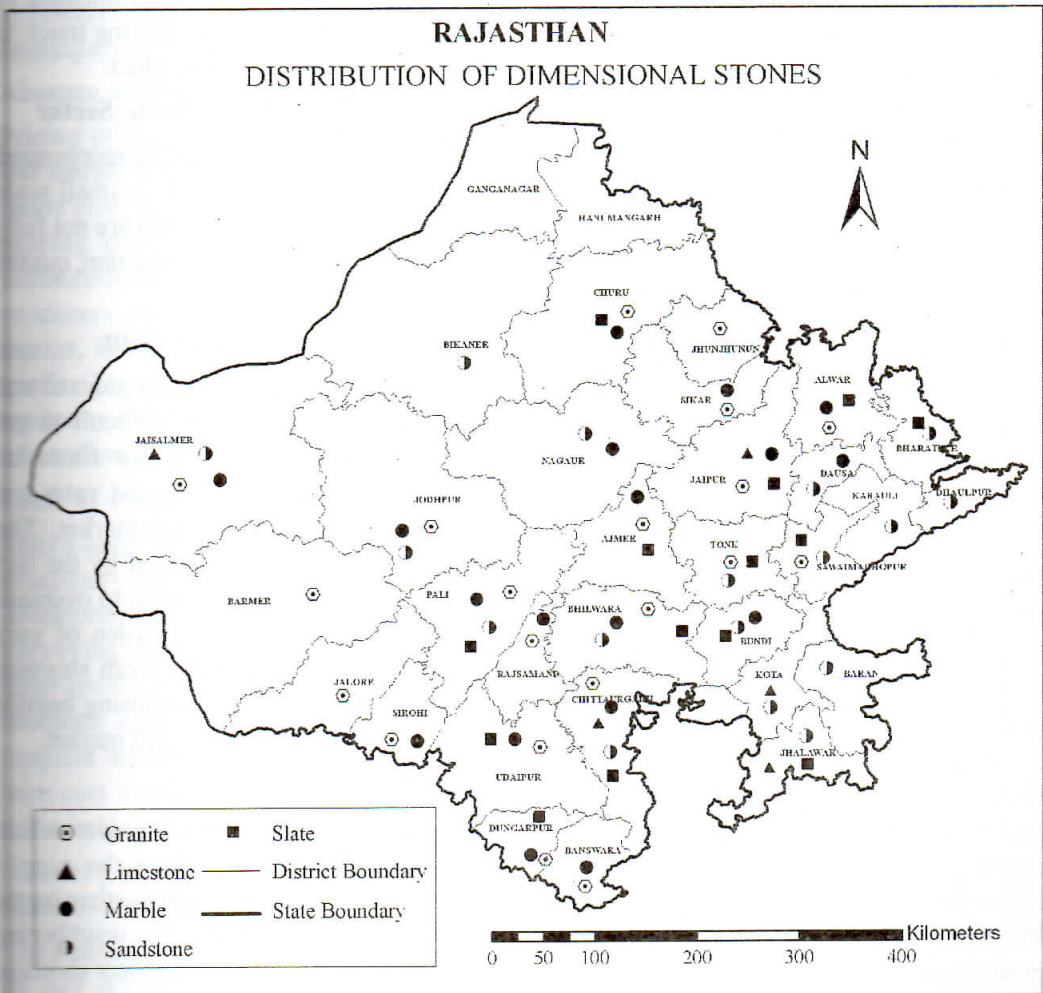 RAJASTHAN
DISTRIBUTION OF DIMENSIONAL STONES
N
GANGANAGAR
HANUMANGARH
CHURU
JHUNJHUNUN
BIKANER
SIKAR
ALWAR
JAISALMER
NAGAUR
JAIPUR
DAUSA
KARAULI
DHAULPUR
JODHPUR
AJMER
TONK
SAWAIMADHOPUR
BARMER
PALI
BHILWARA
BUNDI
RAJSAMAND
KOTA
BARAN
JALORE
SIROHI
JHALAWAR
UDAIPUR
DUNGARPUR
BANSWARA
Granite
Slate
Limestone
District Boundary
Marble
State Boundary
Sandstone
Kilometers
0 50 100 200 300 400